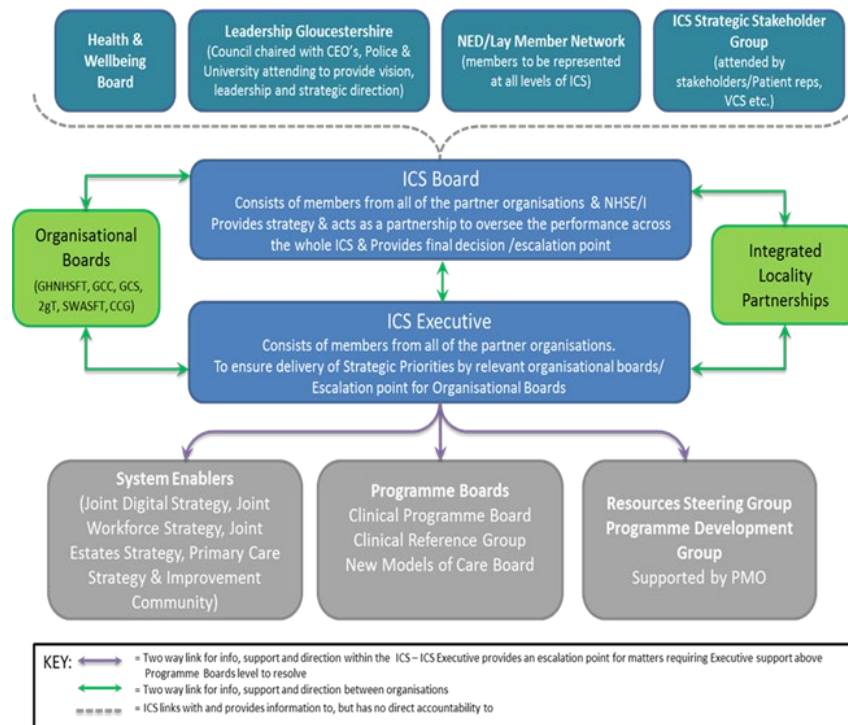 Health &
Wellbeing
Board
Leadership Gloucestershire
(Council chaired with CEO's, Police &
University attending to provide vision,
leadership and strategic direction)
NED/Lay Member Network
(members to be represented
at all levels of ICS)
ICS Strategic Stakeholder
Group
(attended by
stakeholders/Patient reps,
VCS etc.)
ICS Board
Consists of members from all of the partner organisations & NHSE/I
Provides strategy & acts as a partnership to oversee the performance across
the whole ICS & Provides final decision /escalation point
Organisational
Boards
(GHNHSFT, GCC, GCS,
2gT, SWASFT, CCG)
Integrated
Locality
Partnerships
ICS Executive
Consists of members from all of the partner organisations.
To ensure delivery of Strategic Priorities by relevant organisational boards/
Escalation point for Organisational Boards
System Enablers
(Joint Digital Strategy, Joint
Workforce Strategy, Joint
Estates Strategy, Primary Care
Strategy & Improvement
Community)
Programme Boards
Clinical Programme Board
Clinical Reference Group
New Models of Care Board
Resources Steering Group
Programme Development
Group
Supported by PMO
KEY:
= Two way link for info, support and direction within the ICS – ICS Executive provides an escalation point for matters requiring Executive support above
Programme Boards level to resolve
= Two way link for info, support and direction between organisations
= ICS links with and provides information to, but has no direct accountability to